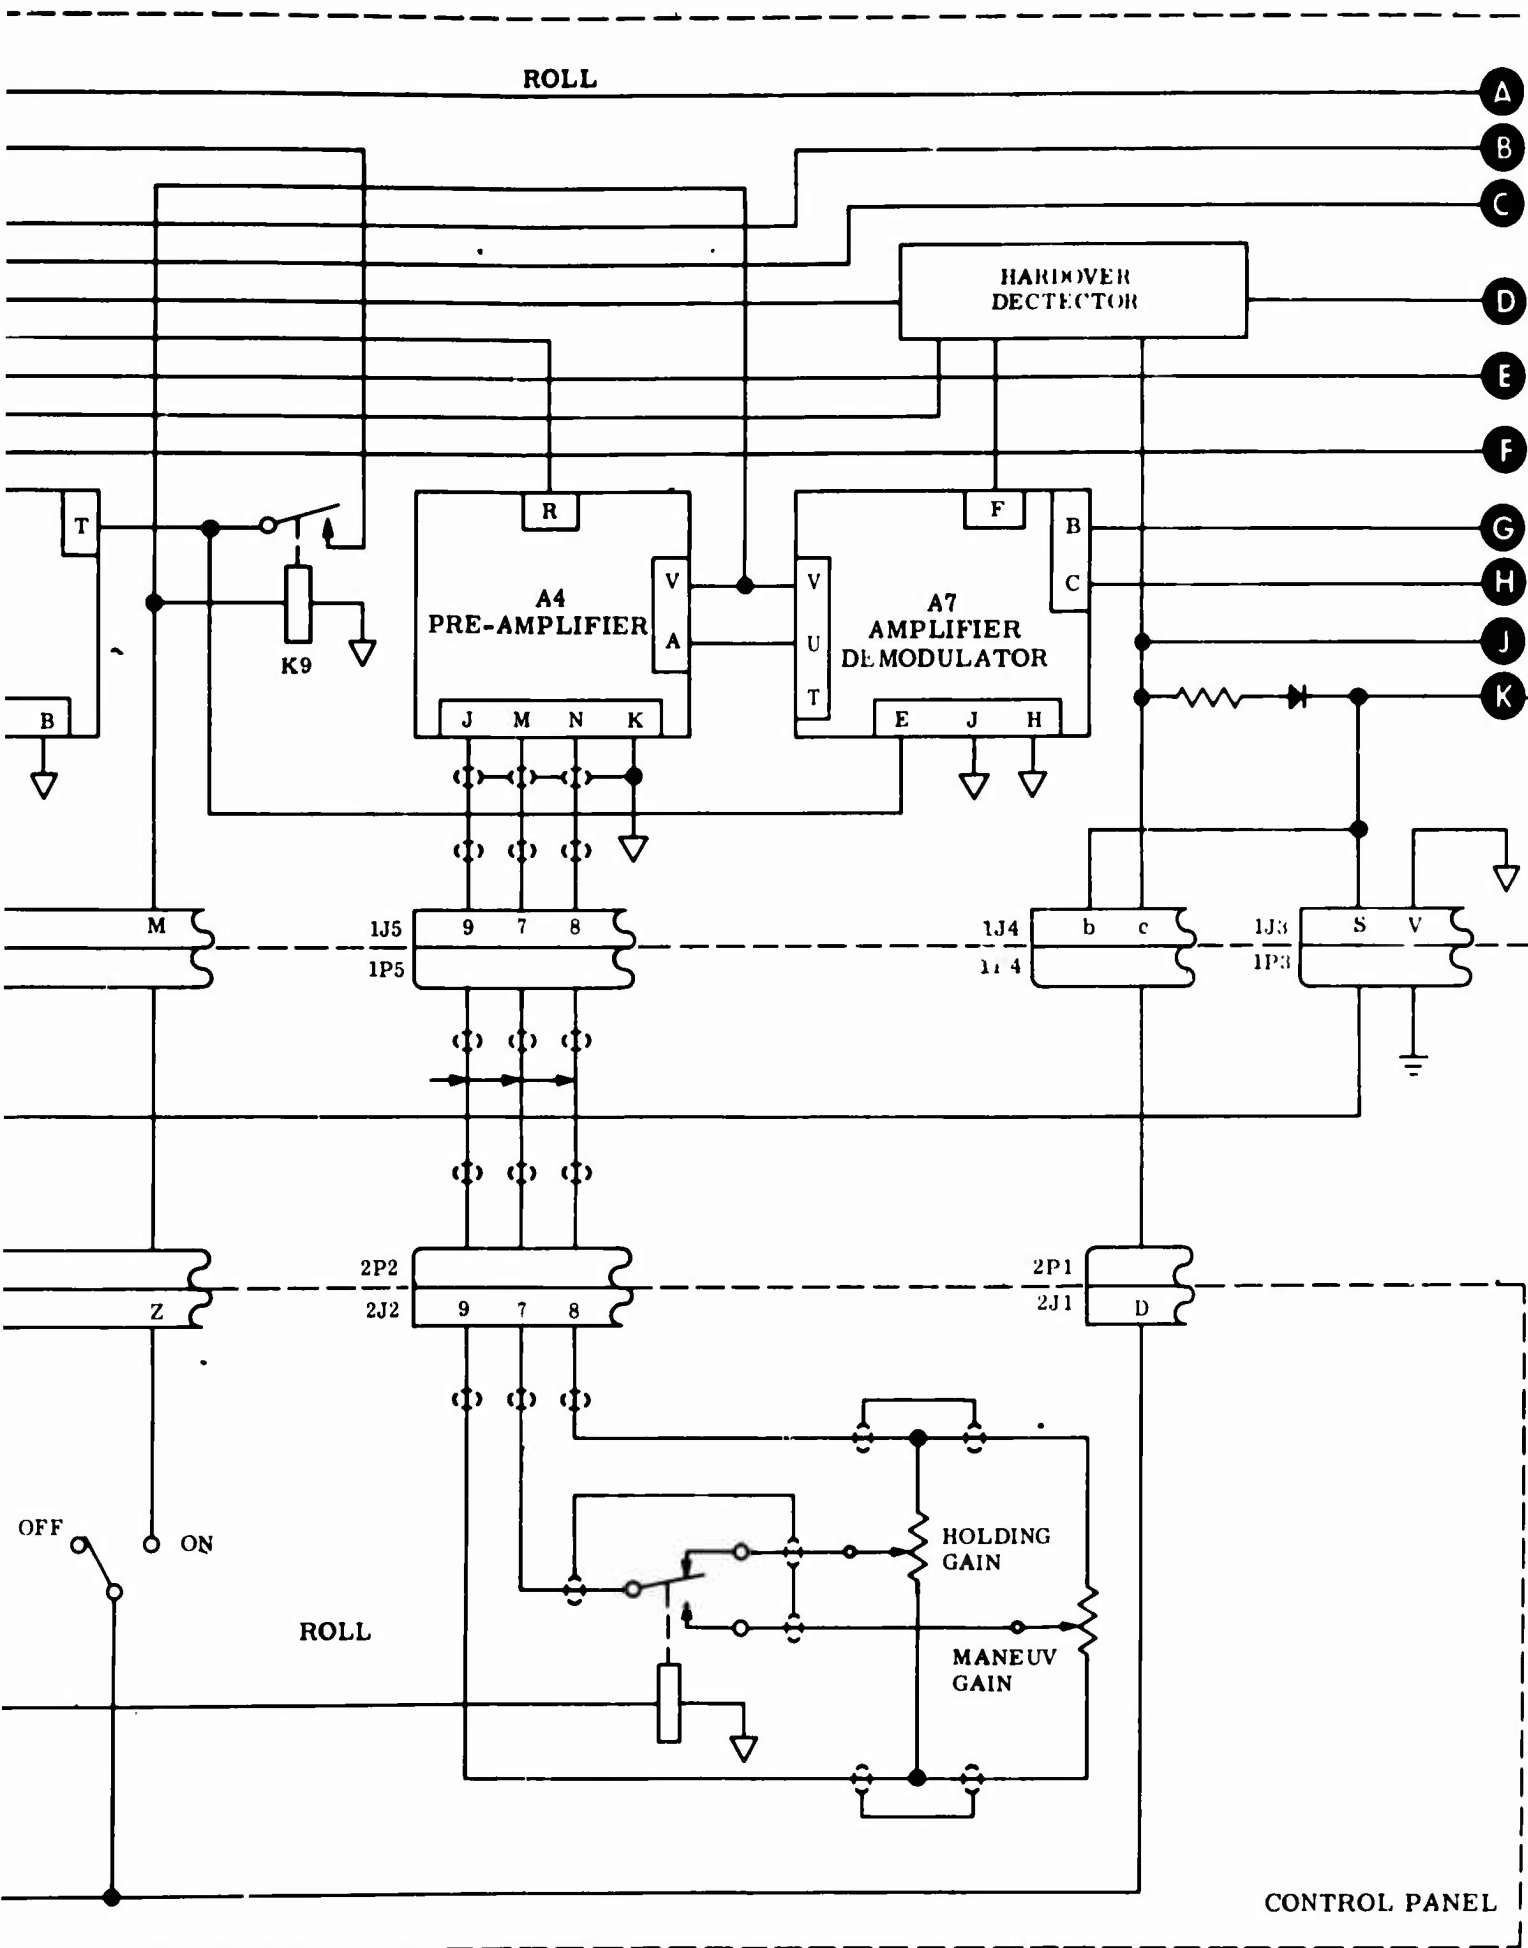 ROLL
A
B
C
HARDOVER
DECTECTOR
D
E
F
T
R
F
B
G
V
V
C
H
A4
PRE-AMPLIFIER
A7
AMPLIFIER
DEMODULATOR
A
U
J
K9
T
K
B
J M N K
E J H
M
1J5
9 7 8
1J4
b c
1J3
S V
1P5
1P3
2P2
2P1
Z
2J2
9 7 8
2J1
D
OFF
ON
HOLDING
GAIN
ROLL
MANEUV
GAIN
CONTROL PANEL